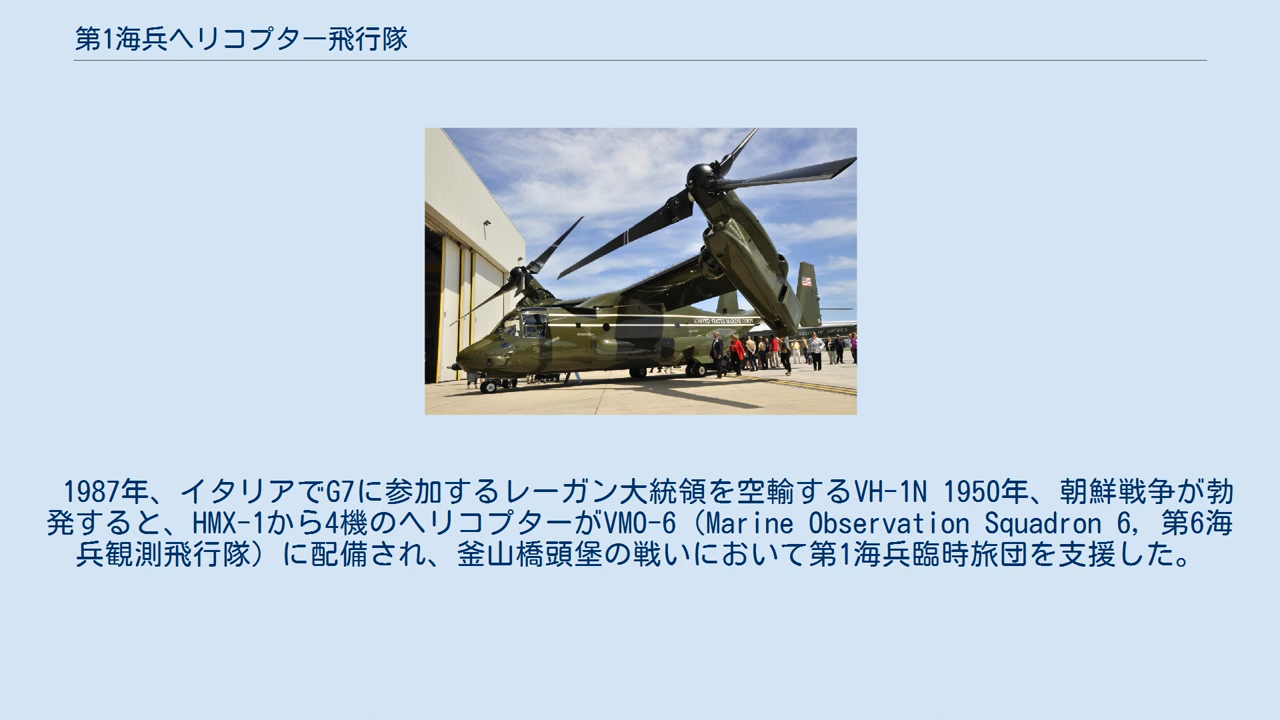 第1海兵ヘリコプター飛行隊
UNITED STATES MARINE CORPS
1987年、イタリアでG7に参加するレーガン大統領を空輸するVH-1N 1950年、朝鮮戦争が勃
発すると、HMX-1から4機のヘリコプターがVMO-6（Marine Observation Squadron 6, 第6海
兵観測飛行隊）に配備され、釜山橋頭堡の戦いにおいて第1海兵臨時旅団を支援した。